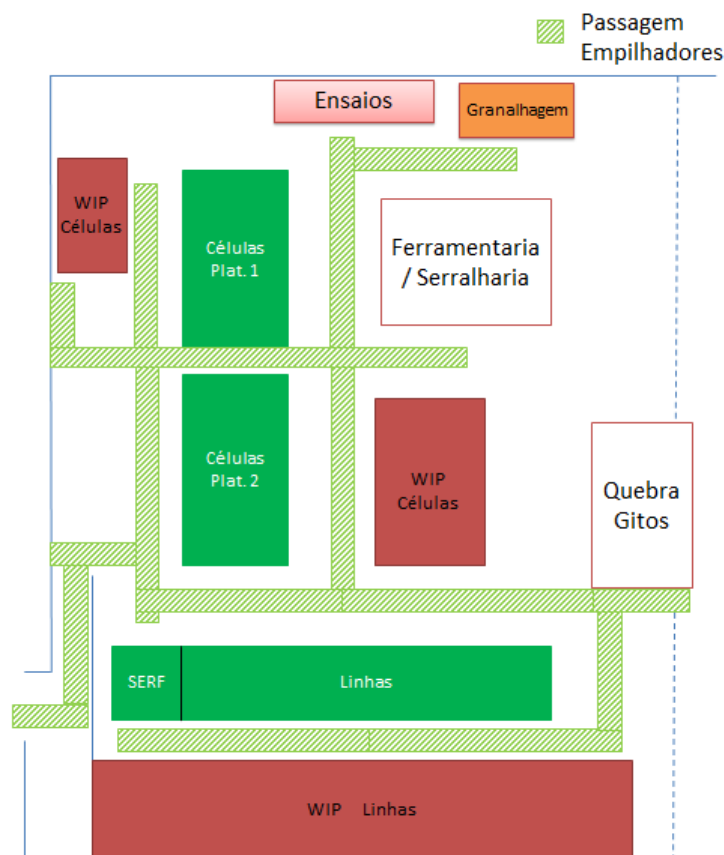 Passagem
Empilhadores
Ensaios
Granalhagem
WIP
Células
Células
Plat. 1
Ferramentaria
/ Serralharia
Células
Plat. 2
WIP
Células
Quebra
Gitos
SERF
Linhas
WIP Linhas